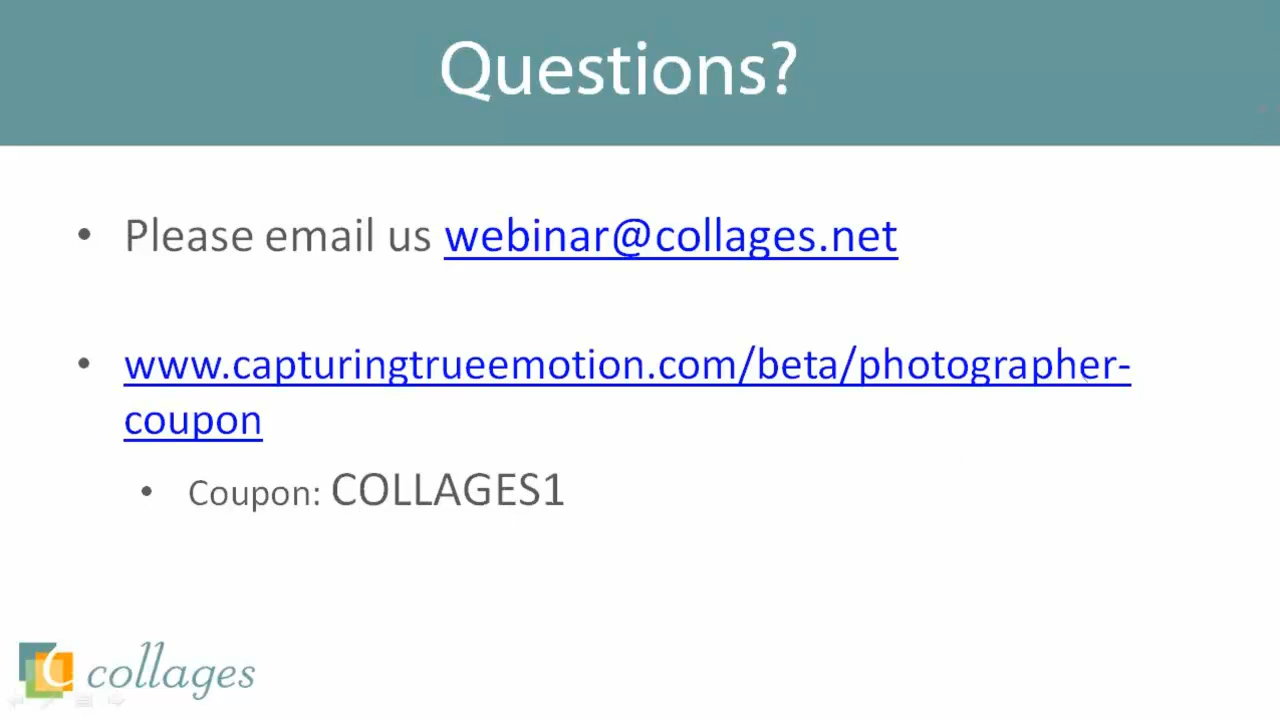 Questions?
• Please email us webinar@collages.net
• www.capturingtrueemotion.com/beta/photographer-
coupon
• Coupon: COLLAGES1
collages